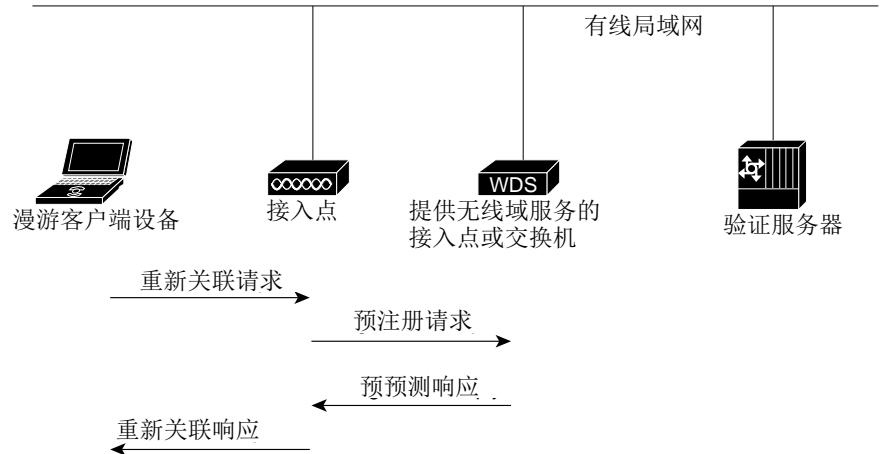 有线局域网
WDS
漫游客户端设备
接入点
提供无线域服务的
接入点或交换机
验证服务器
重新关联请求
预注册请求
预预测响应
重新关联响应